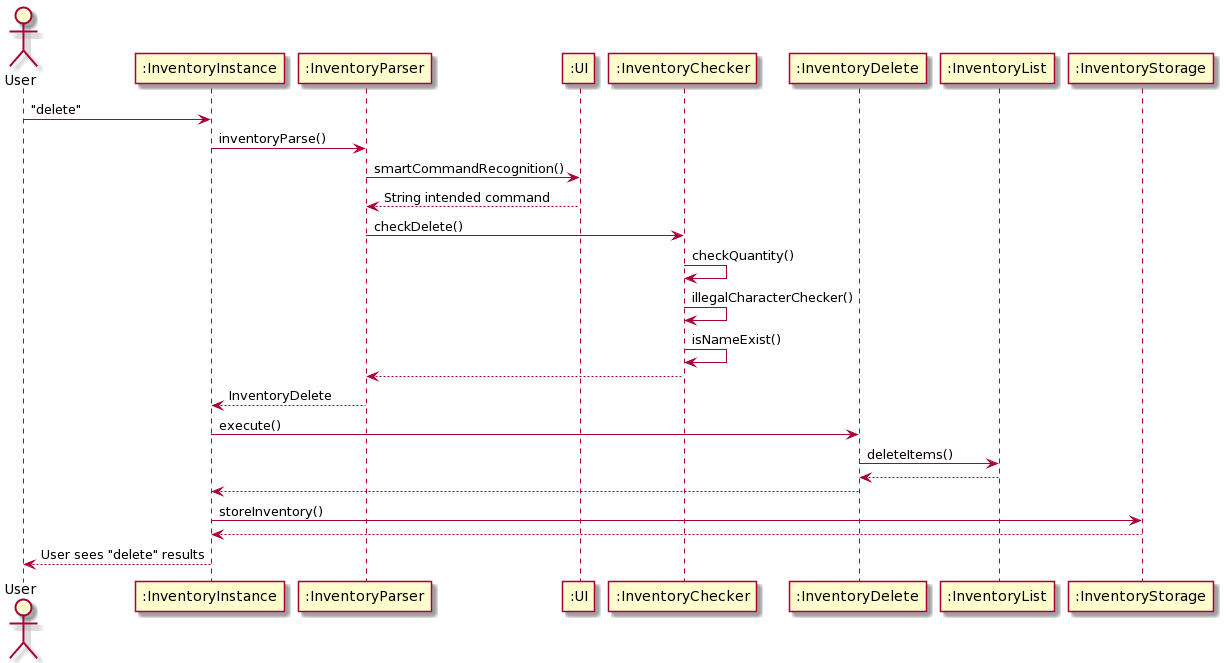 User
:InventoryInstance
:InventoryParser
:UI
:InventoryChecker
:InventoryDelete
:InventoryList
:InventoryStorage
"delete"
inventoryParse()
smartCommandRecognition()
String intended command
checkDelete()
checkQuantity()
illegalCharacterChecker()
isNameExist()
InventoryDelete
execute()
deleteItems()
storeInventory()
User sees "delete" results
User
:InventoryInstance
:InventoryParser
:UI
:InventoryChecker
:InventoryDelete
:InventoryList
:InventoryStorage